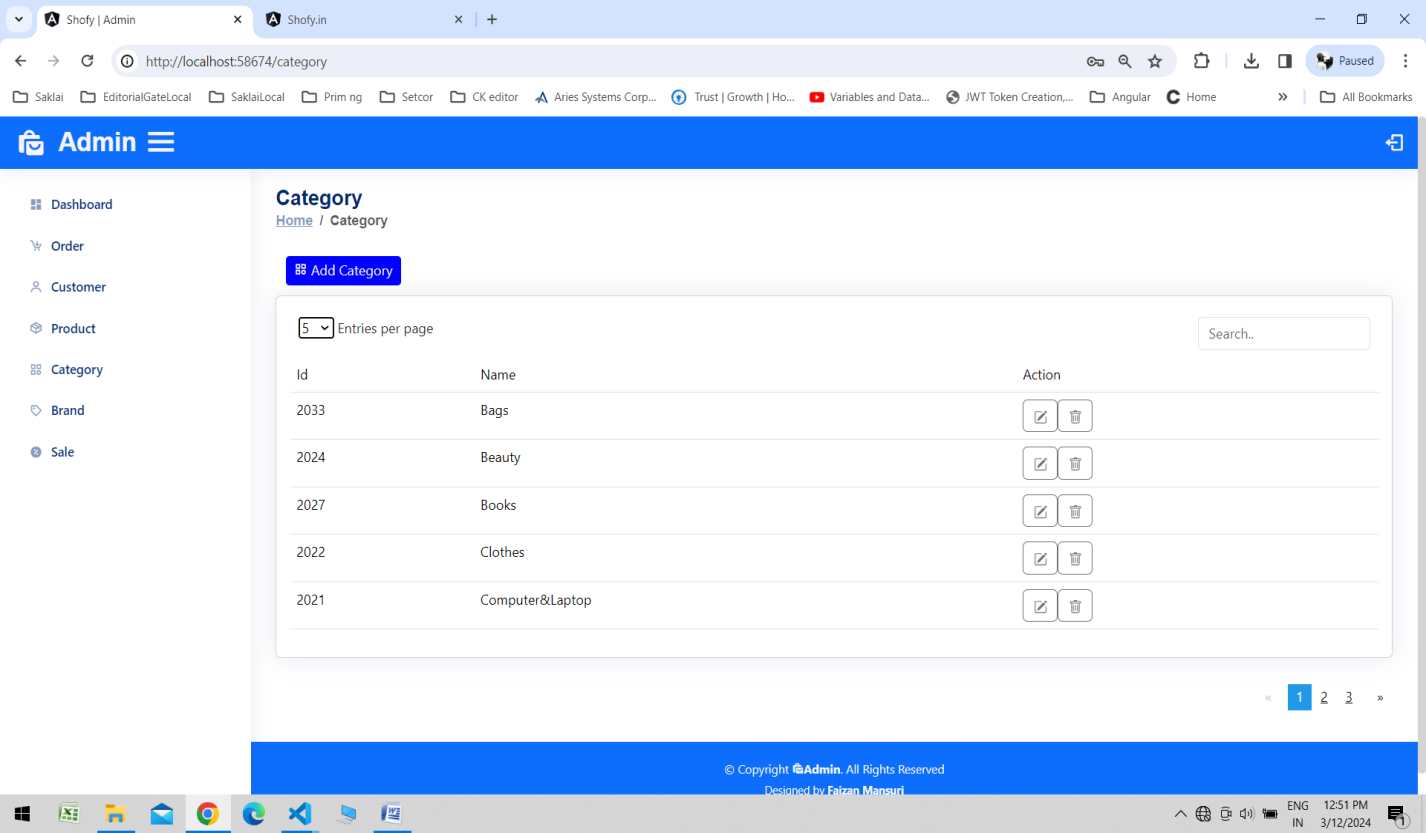 Shofy | Admin
Shofy.in
http://localhost:58674/category
Paused
Saklai
EditorialGateLocal
SaklaiLocal
Prim ng
Setcor
CK editor
Aries Systems Corp...
Trust | Growth | Ho...
Variables and Data...
JWT Token Creation,...
Angular
Home
»
All Bookmarks
Admin
Dashboard
Order
Customer
Product
Category
Brand
Sale
Category
Home / Category
Add Category
5 Entries per page
Search..
Id Name Action
2033 Bags
2024 Beauty
2027 Books
2022 Clothes
2021 Computer&Laptop
« 1 2 3 »
© Copyright Admin. All Rights Reserved
Designed by Faizan Mansuri
ENG
IN
12:51 PM
3/12/2024
1